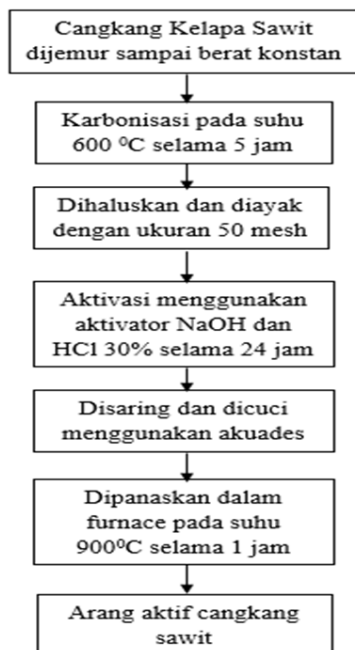 Cangkang Kelapa Sawit
dijemur sampai berat konstan
Karbonisasi pada suhu
600 ⁰C selama 5 jam
Dihaluskan dan diayak
dengan ukuran 50 mesh
Aktivasi menggunakan
aktivator NaOH dan
HCl 30% selama 24 jam
Disaring dan dicuci
menggunakan akuades
Dipanaskan dalam
furnace pada suhu
900⁰C selama 1 jam
Arang aktif cangkang
sawit